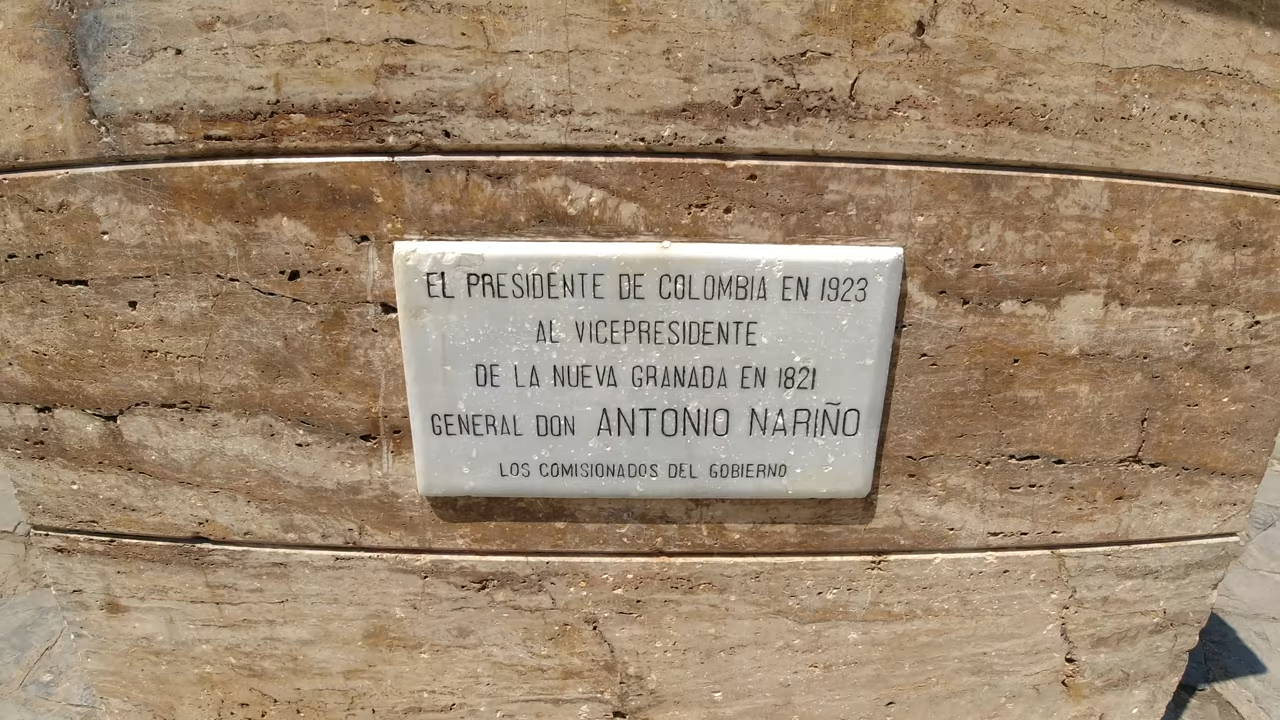 EL PRESIDENTE DE COLOMBIA EN 1923
AL VICEPRESIDENTE
DE LA NUEVA GRANADA EN 1821
GENERAL DON ANTONIO NARIÑO
LOS COMISIONADOS DEL GOBIERNO